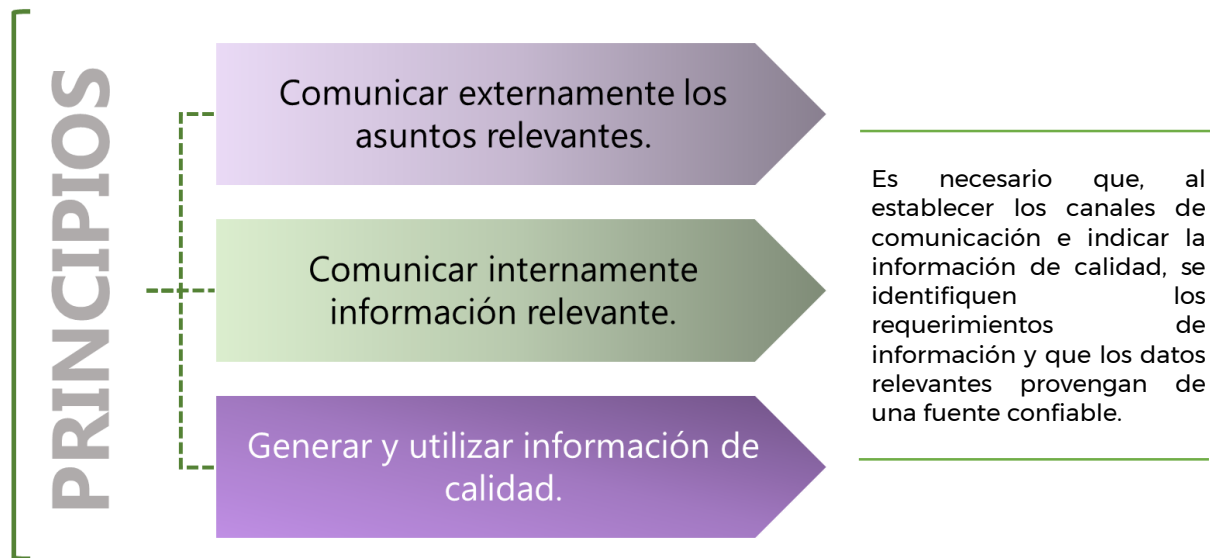 PRINCIPIOS
Comunicar externamente los
asuntos relevantes.
Comunicar internamente
información relevante.
Generar y utilizar información de
calidad.
Es necesario que, al
establecer los canales de
comunicación e indicar la
información de calidad, se
identifiquen los
requerimientos de
información y que los datos
relevantes provengan de
una fuente confiable.